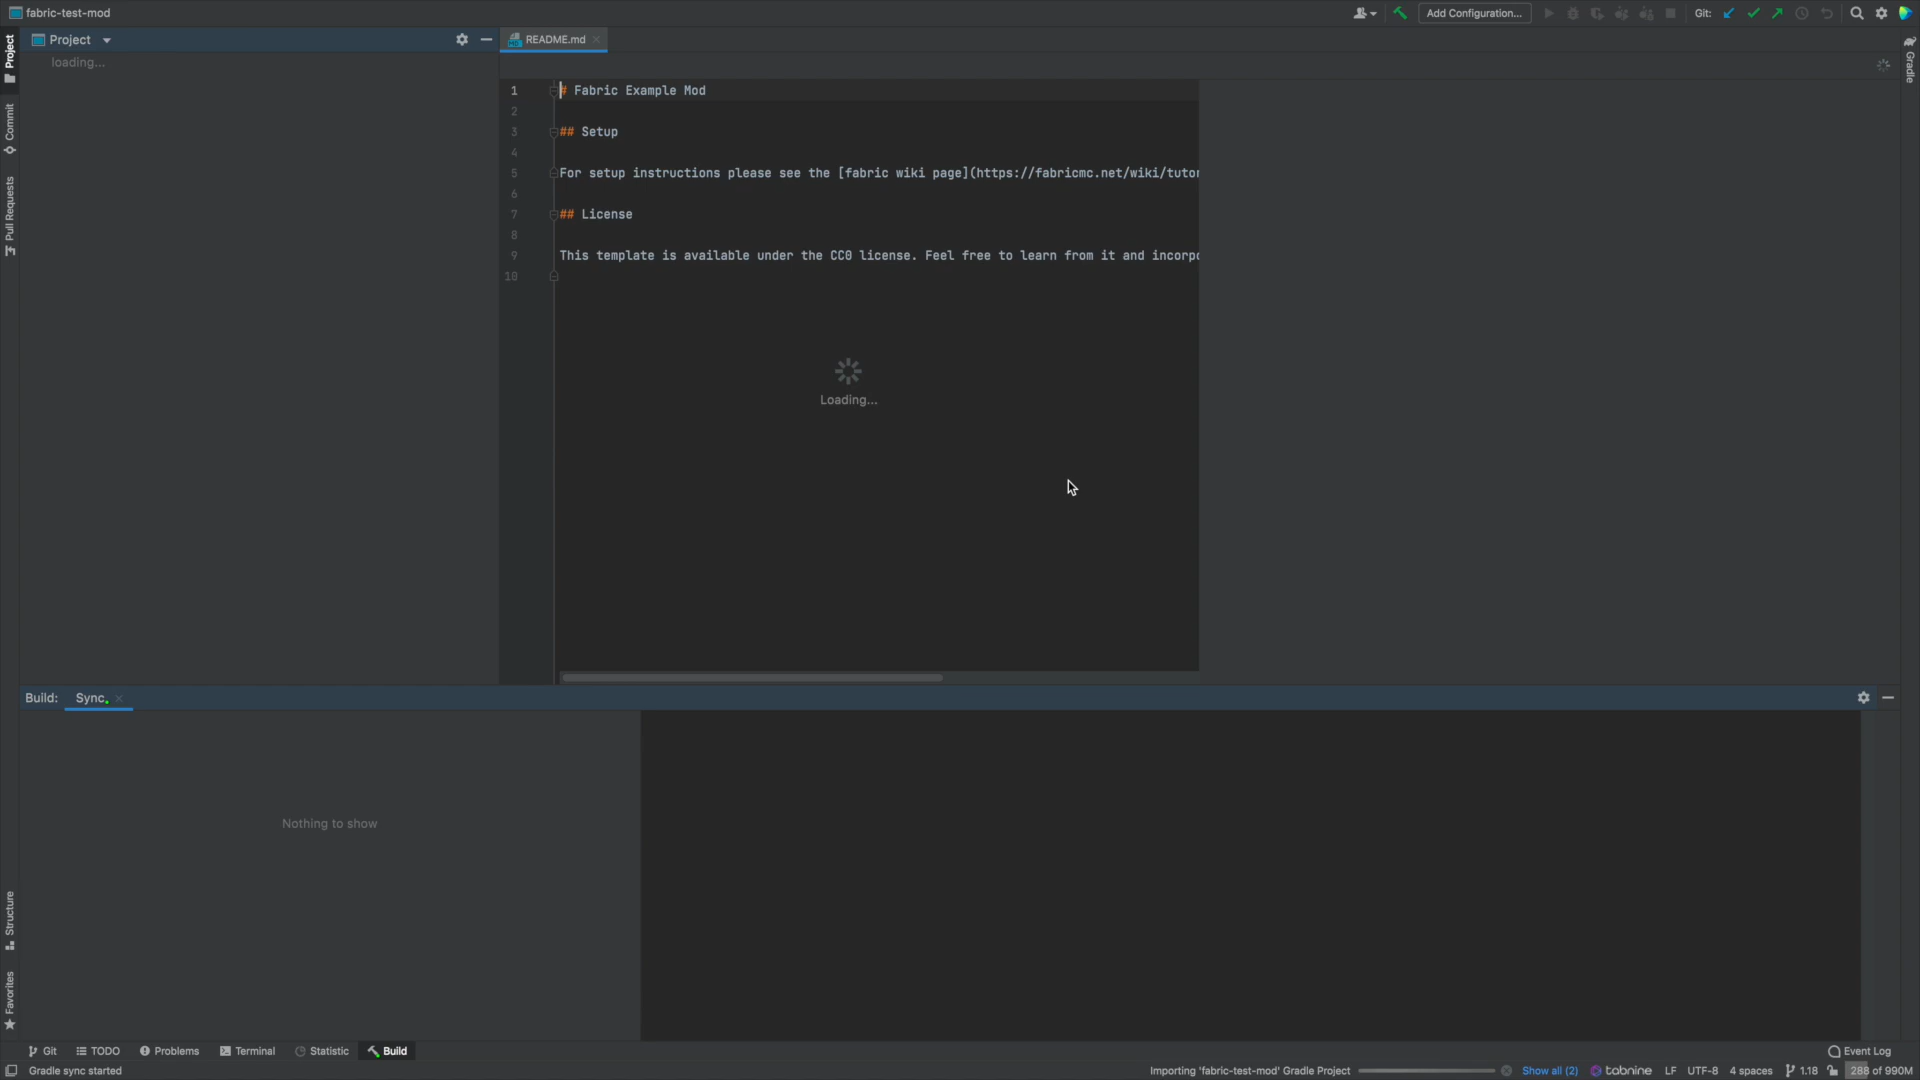 fabric-test-mod
Add Configuration...
Git:
Project
loading...
README.md
Project
Commit
Pull Requests
Structure
Favorites
Gradle
1 # Fabric Example Mod
2
3 ## Setup
4
5 For setup instructions please see the [fabric wiki page](https://fabricmc.net/wiki/tutor
6
7 ## License
8
9 This template is available under the CC0 license. Feel free to learn from it and incorpo
10
Loading...
Build: Sync
Nothing to show
Git TODO Problems Terminal Statistic Build Event Log
Gradle sync started Importing 'fabric-test-mod' Gradle Project Show all (2) tabnine LF UTF-8 4 spaces 1.18 288 of 990M